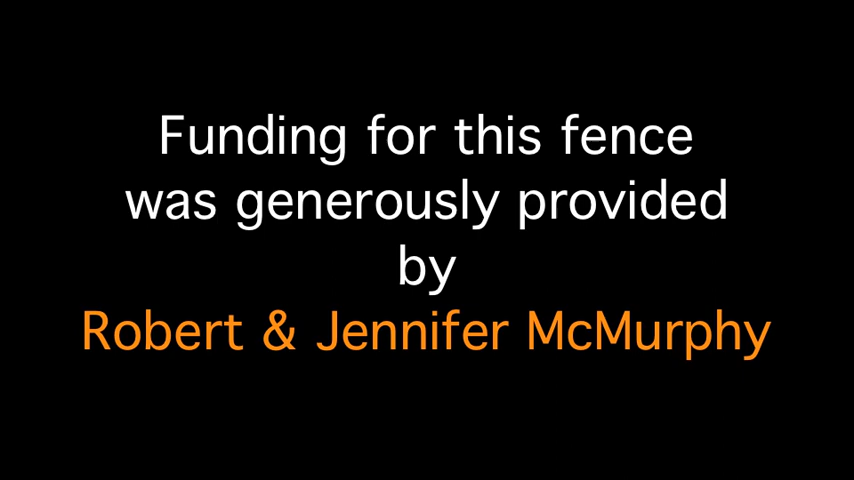 Funding for this fence
was generously provided
by
Robert & Jennifer McMurphy